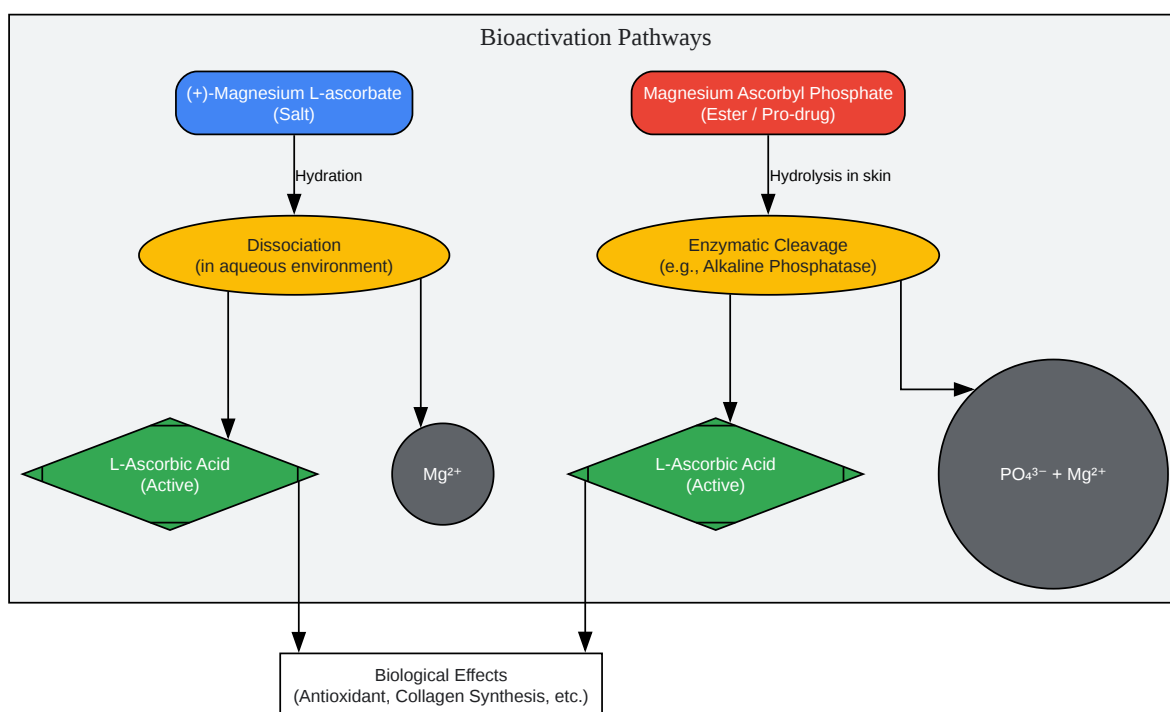 Bioactivation Pathways
(+)-Magnesium L-ascorbate
(Salt)
Magnesium Ascorbyl Phosphate
(Ester / Pro-drug)
Hydration
Hydrolysis in skin
Dissociation
(in aqueous environment)
Enzymatic Cleavage
(e.g., Alkaline Phosphatase)
L-Ascorbic Acid
(Active)
Mg²⁺
L-Ascorbic Acid
(Active)
PO₄³⁻ + Mg²⁺
Biological Effects
(Antioxidant, Collagen Synthesis, etc.)